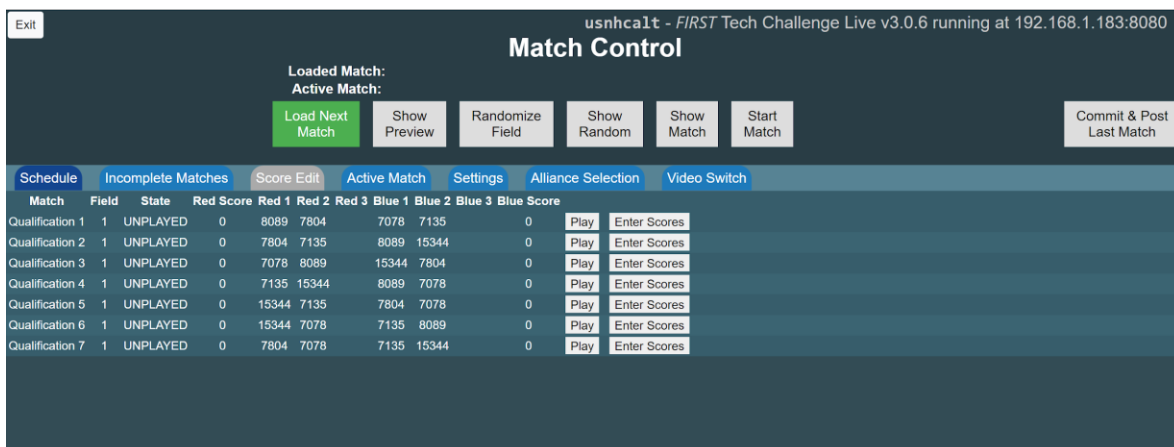 Exit
usnhcalt - FIRST Tech Challenge Live v3.0.6 running at 192.168.1.183:8080
Match Control
Loaded Match:
Active Match:
Load Next Match Show Preview Randomize Field Show Random Show Match Start Match Commit & Post Last Match
Schedule Incomplete Matches Score Edit Active Match Settings Alliance Selection Video Switch
Match Field State Red Score Red 1 Red 2 Red 3 Blue 1 Blue 2 Blue 3 Blue Score
Qualification 1 1 UNPLAYED 0 8089 7804 7078 7135 0 Play Enter Scores
Qualification 2 1 UNPLAYED 0 7804 7135 8089 15344 0 Play Enter Scores
Qualification 3 1 UNPLAYED 0 7078 8089 15344 7804 0 Play Enter Scores
Qualification 4 1 UNPLAYED 0 7135 15344 8089 7078 0 Play Enter Scores
Qualification 5 1 UNPLAYED 0 15344 7135 7804 7078 0 Play Enter Scores
Qualification 6 1 UNPLAYED 0 15344 7078 7135 8089 0 Play Enter Scores
Qualification 7 1 UNPLAYED 0 7804 7078 7135 15344 0 Play Enter Scores